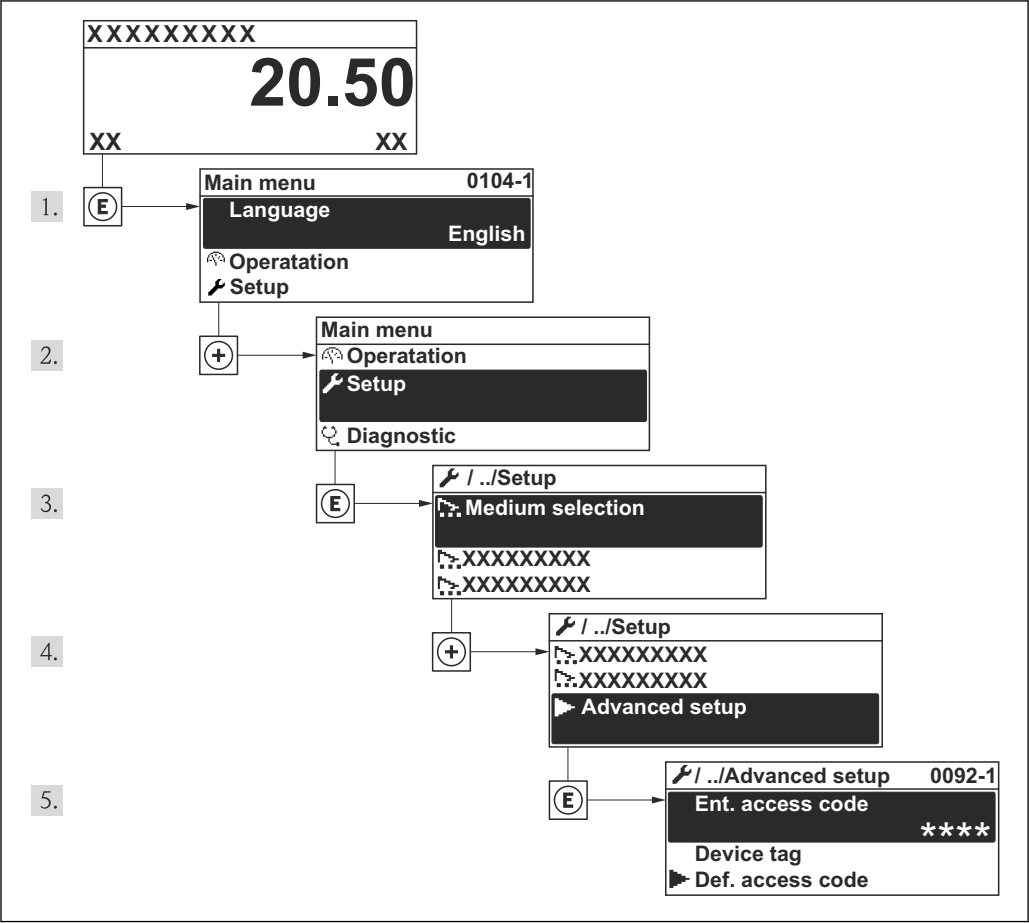 XXXXXXXXX
20.50
XX XX
1. E
Main menu 0104-1
Language
English
Operatation
Setup
2. +
Main menu
Operatation
Setup
Diagnostic
3. E
/ ../Setup
Medium selection
XXXXXXXXX
XXXXXXXXX
4. +
/ ../Setup
XXXXXXXXX
XXXXXXXXX
Advanced setup
5. E
/ ../Advanced setup 0092-1
Ent. access code
****
Device tag
Def. access code